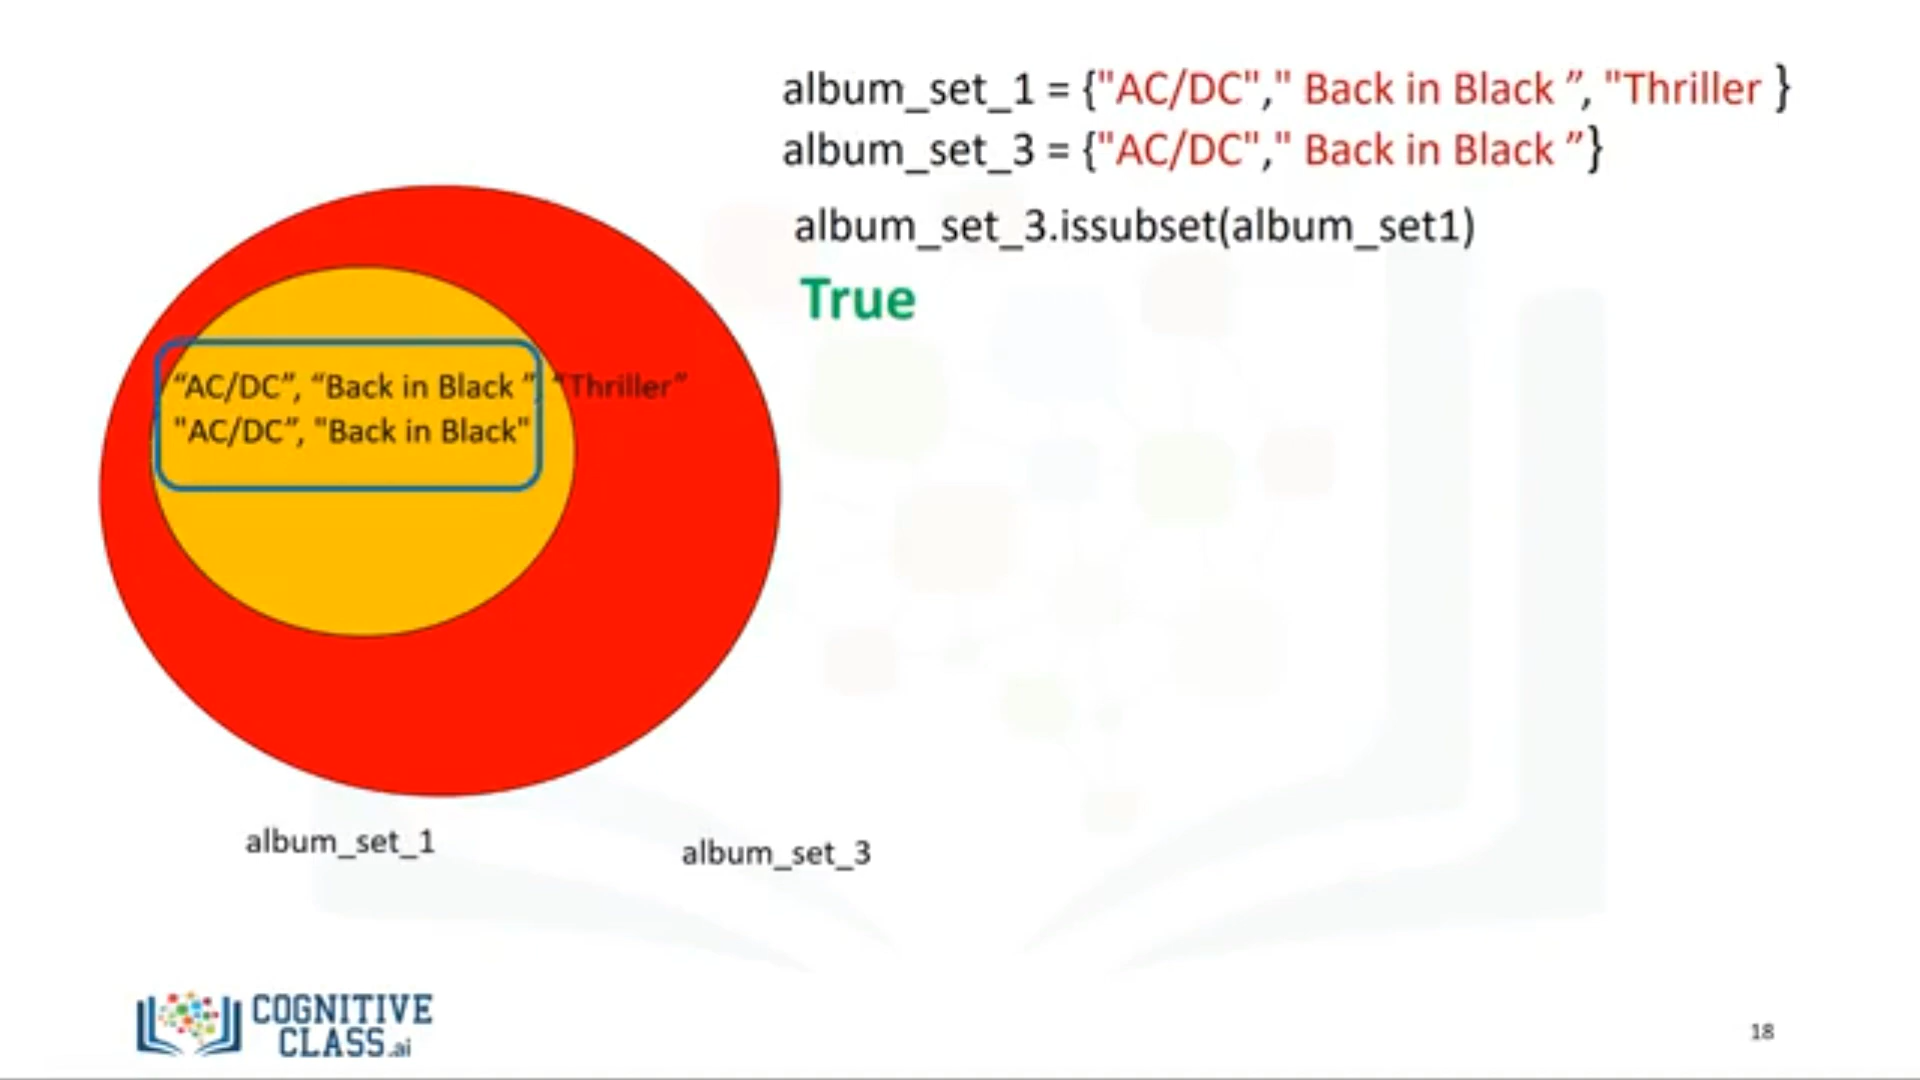 album_set_1 = {"AC/DC"," Back in Black ”, "Thriller }
album_set_3 = {"AC/DC"," Back in Black ”}
album_set_3.issubset(album_set1)
True
“AC/DC”, “Back in Black ”, “Thriller”
"AC/DC”, "Back in Black"
album_set_1
album_set_3
COGNITIVE
CLASS.ai
18